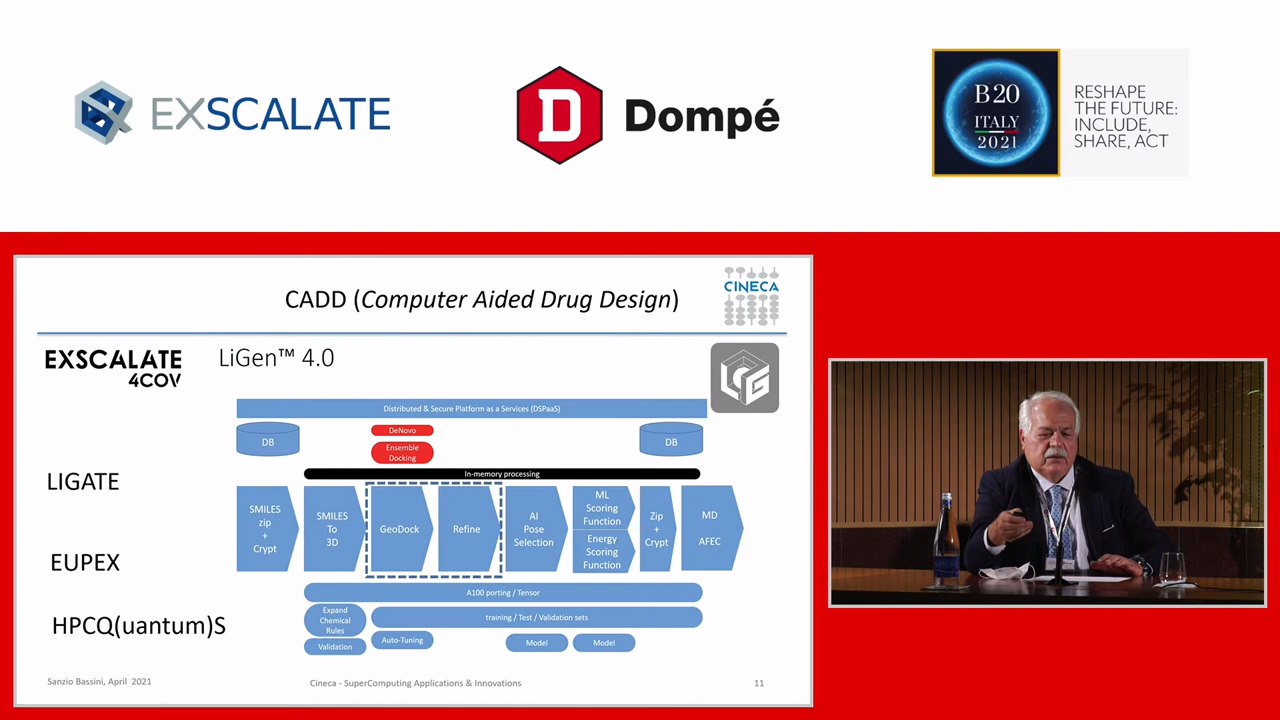 EXSCALATE
D
Dompé
B20
ITALY
2021
RESHAPE
THE FUTURE:
INCLUDE,
SHARE, ACT
CADD (Computer Aided Drug Design)
CINECA
EXSCALATE
4COV
LiGen™ 4.0
LIGATE
EUPEX
HPCQ(uantum)S
Distributed & Secure Platform as a Services (DSPaaS)
DB
DeNovo
Ensemble
Docking
DB
In-memory processing
SMILES
zip
+
Crypt
SMILES
To
3D
GeoDock
Refine
AI
Pose
Selection
ML
Scoring
Function
Energy
Scoring
Function
Zip
+
Crypt
MD
AFEC
A100 porting / Tensor
Expand
Chemical
Rules
training / Test / Validation sets
Validation
Auto-Tuning
Model
Model
Sanzio Bassini, April 2021
Cineca - SuperComputing Applications & Innovations
11